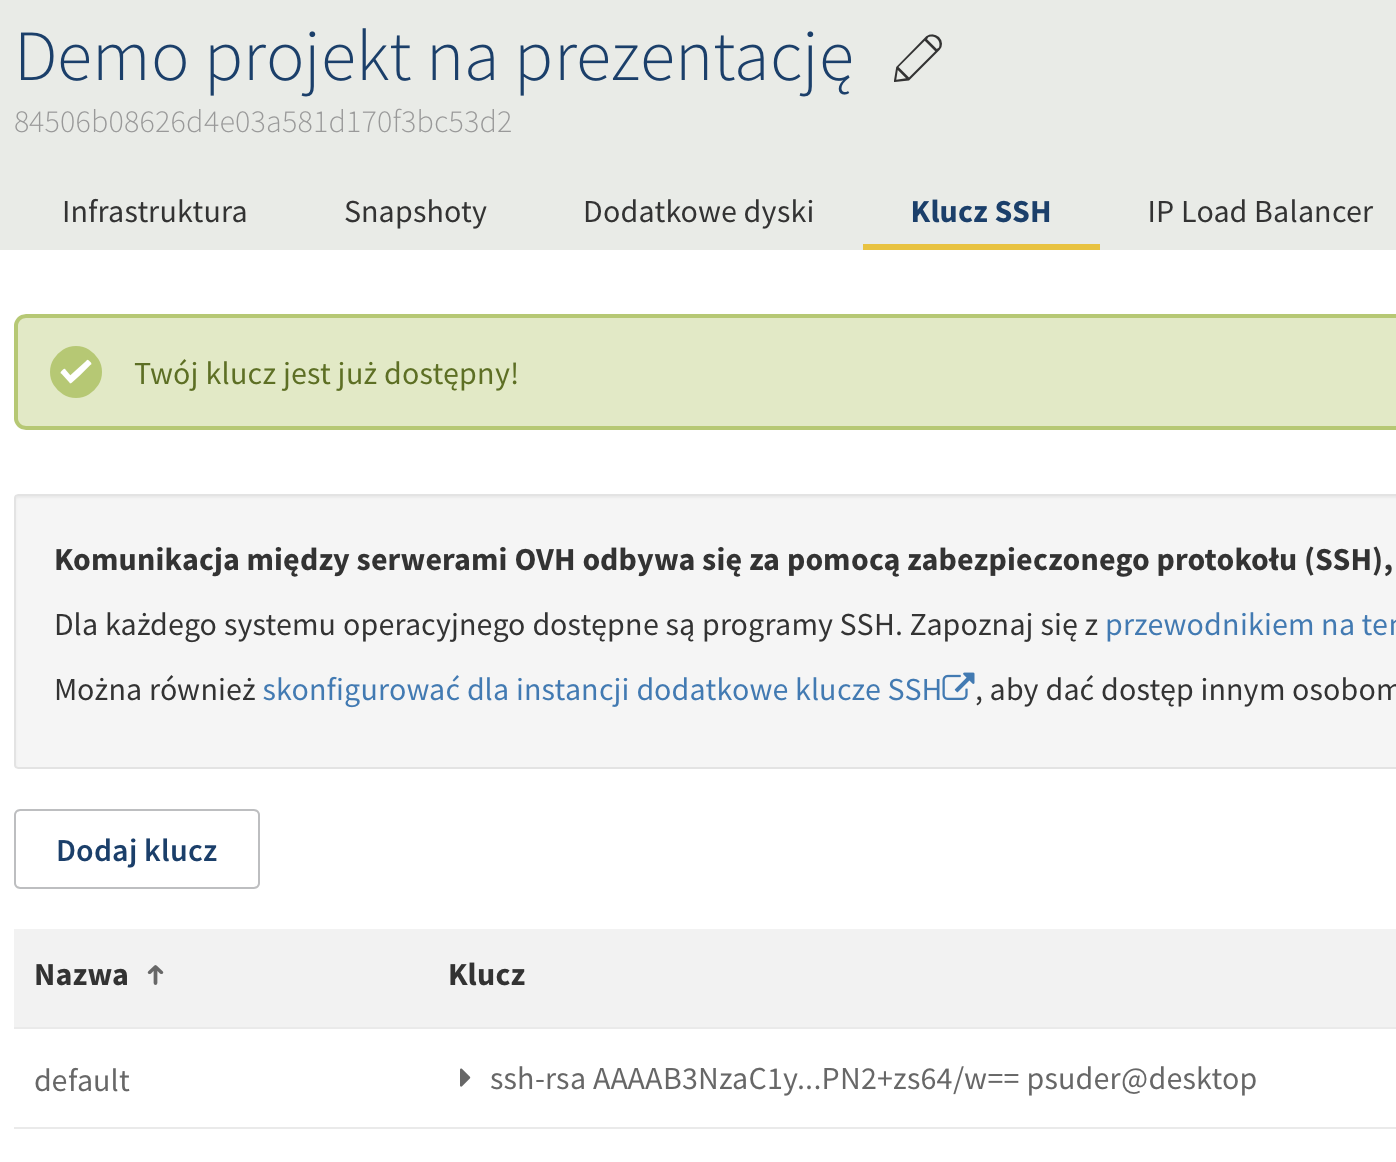 Demo projekt na prezentację
84506b08626d4e03a581d170f3bc53d2
Infrastruktura Snapshoty Dodatkowe dyski Klucz SSH IP Load Balancer
Twój klucz jest już dostępny!
Komunikacja między serwerami OVH odbywa się za pomocą zabezpieczonego protokołu (SSH),
Dla każdego systemu operacyjnego dostępne są programy SSH. Zapoznaj się z przewodnikiem na
Można również skonfigurować dla instancji dodatkowe klucze SSH, aby dać dostęp innym osobom
Dodaj klucz
Nazwa Klucz
default ssh-rsa AAAAB3NzaC1y...PN2+zs64/w== psuder@desktop